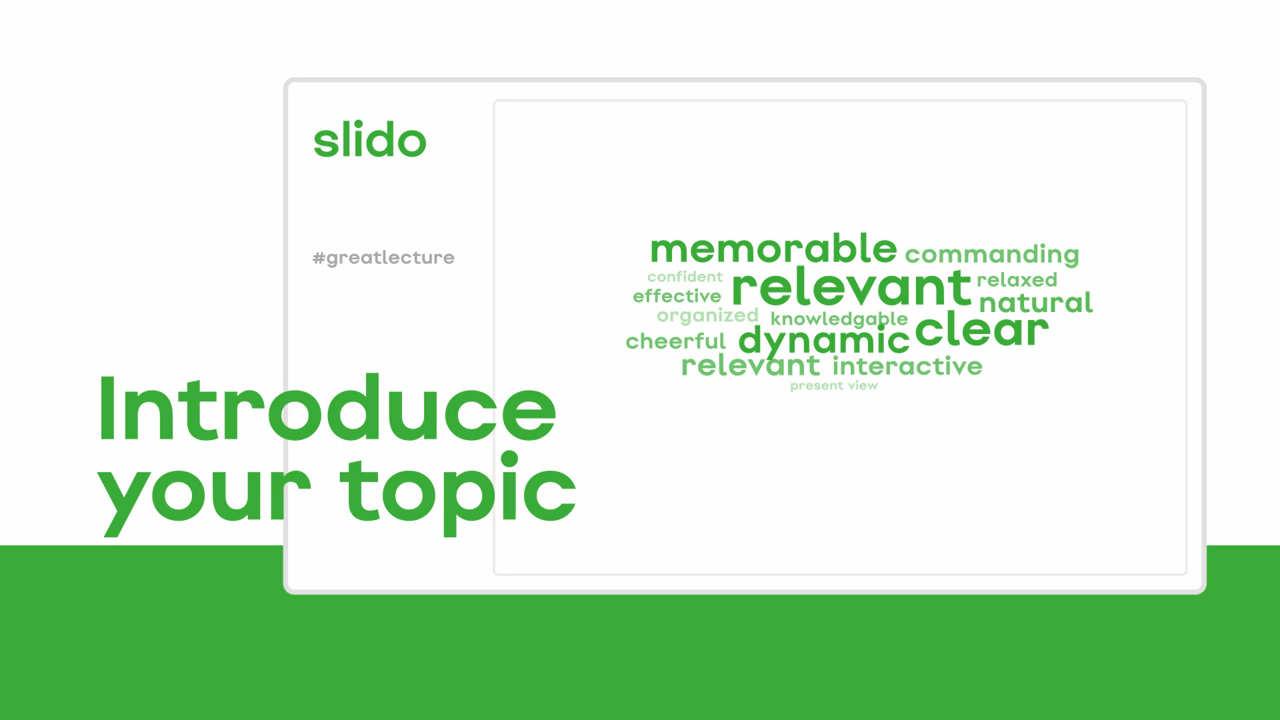 slido
#greatlecture
memorable commanding
confident relevant relaxed
effective natural
organized knowledgable clear
cheerful dynamic
relevant interactive
present view
Introduce
your topic